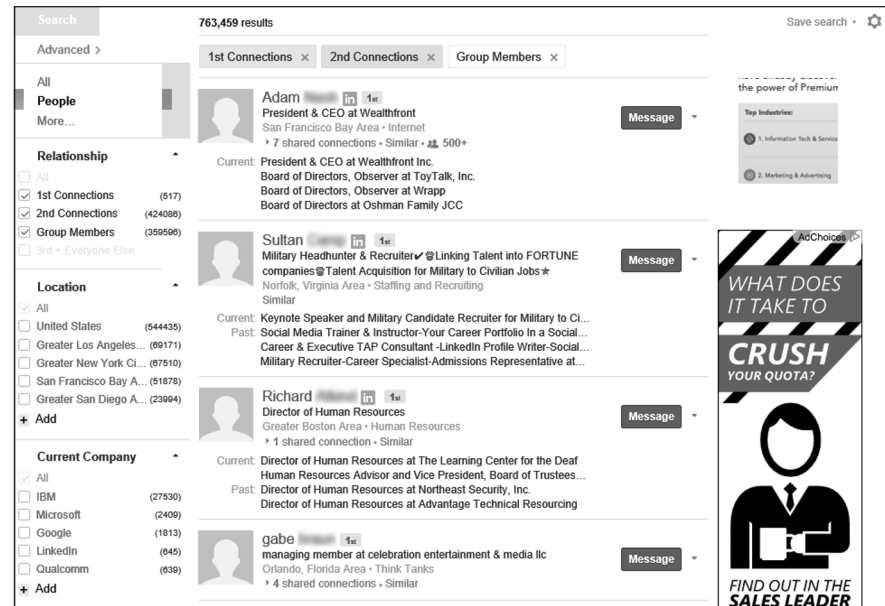 Search
Advanced >
All
People
More...
Relationship
All
1st Connections (517)
2nd Connections (424086)
Group Members (359596)
3rd + Everyone Else
Location
All
United States (544435)
Greater Los Angeles... (69171)
Greater New York Ci... (67510)
San Francisco Bay A... (51878)
Greater San Diego A... (23994)
+ Add
Current Company
All
IBM (27530)
Microsoft (2409)
Google (1813)
LinkedIn (645)
Qualcomm (639)
+ Add
763,459 results
Save search
1st Connections × 2nd Connections × Group Members ×
Adam in 1st
President & CEO at Wealthfront
San Francisco Bay Area • Internet
7 shared connections • Similar • 500+
Message
Current: President & CEO at Wealthfront Inc.
Board of Directors, Observer at ToyTalk, Inc.
Board of Directors, Observer at Wrapp
Board of Directors at Oshman Family JCC
Sultan in 1st
Military Headhunter & Recruiter✔♕Linking Talent into FORTUNE
companies♕Talent Acquisition for Military to Civilian Jobs★
Norfolk, Virginia Area • Staffing and Recruiting
Similar
Message
Current: Keynote Speaker and Military Candidate Recruiter for Military to Ci...
Past: Social Media Trainer & Instructor-Your Career Portfolio In a Social...
Career & Executive TAP Consultant -LinkedIn Profile Writer-Social...
Military Recruiter-Career Specialist-Admissions Representative at...
Richard in 1st
Director of Human Resources
Greater Boston Area • Human Resources
1 shared connection • Similar
Message
Current: Director of Human Resources at The Learning Center for the Deaf
Human Resources Advisor and Vice President, Board of Trustees...
Past: Director of Human Resources at Northeast Security, Inc.
Director of Human Resources at Advantage Technical Resourcing
gabe 1st
managing member at celebration entertainment & media llc
Orlando, Florida Area • Think Tanks
4 shared connections • Similar
Message
the power of Premium
Top Industries:
1. Information Tech & Service
2. Marketing & Advertising
AdChoices
WHAT DOES
IT TAKE TO
CRUSH
YOUR QUOTA?
FIND OUT IN THE
SALES LEADER